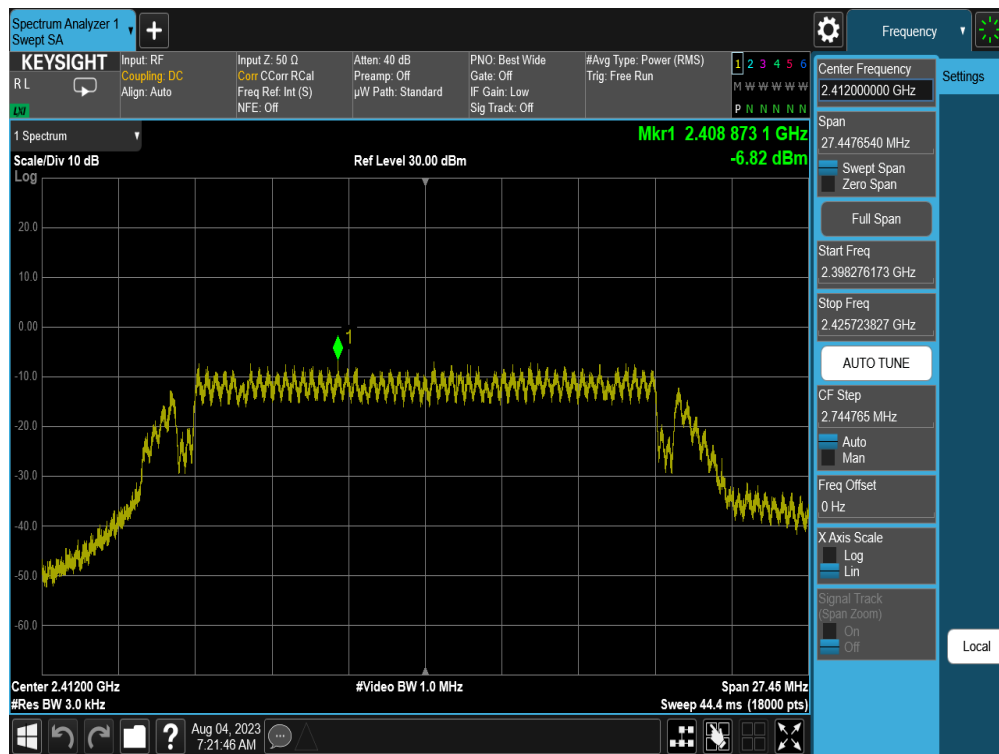 Spectrum Analyzer 1
Swept SA
Frequency
KEYSIGHT
R L
LXI
Input: RF
Coupling: DC
Align: Auto
Input Z: 50 Ω
Corr CCorr RCal
Freq Ref: Int (S)
NFE: Off
Atten: 40 dB
Preamp: Off
µW Path: Standard
PNO: Best Wide
Gate: Off
IF Gain: Low
Sig Track: Off
#Avg Type: Power (RMS)
Trig: Free Run
1 2 3 4 5 6
M W W W W W
P N N N N N
1 Spectrum
Scale/Div 10 dB
Log
Ref Level 30.00 dBm
Mkr1 2.408 873 1 GHz
-6.82 dBm
20.0
10.0
0.00
-10.0
-20.0
-30.0
-40.0
-50.0
-60.0
1
Center 2.41200 GHz
#Res BW 3.0 kHz
#Video BW 1.0 MHz
Span 27.45 MHz
Sweep 44.4 ms (18000 pts)
Center Frequency
2.412000000 GHz
Settings
Span
27.4476540 MHz
Swept Span
Zero Span
Full Span
Start Freq
2.398276173 GHz
Stop Freq
2.425723827 GHz
AUTO TUNE
CF Step
2.744765 MHz
Auto
Man
Freq Offset
0 Hz
X Axis Scale
Log
Lin
Signal Track
(Span Zoom)
On
Off
Local
?
Aug 04, 2023
7:21:46 AM